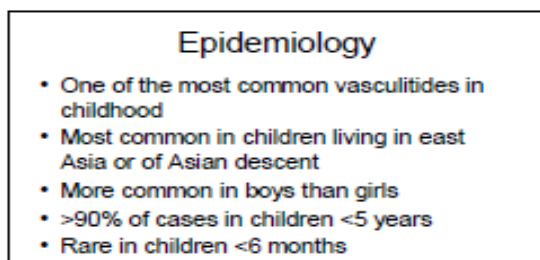 Epidemiology
• One of the most common vasculitides in
childhood
• Most common in children living in east
Asia or of Asian descent
• More common in boys than girls
• >90% of cases in children <5 years
• Rare in children <6 months